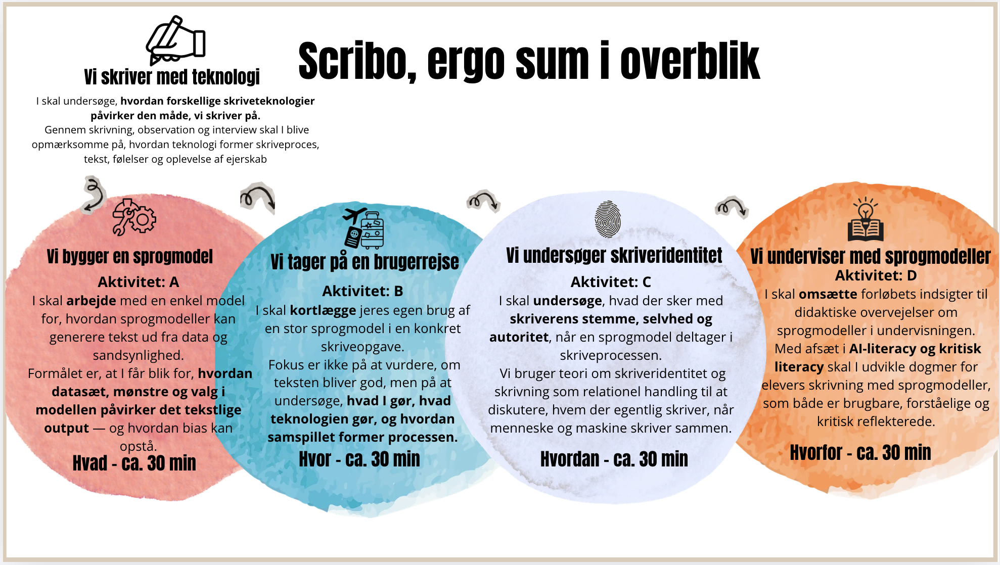 Scribo, ergo sum i overblik
Vi skriver med teknologi
I skal undersøge, hvordan forskellige skriveteknologier
påvirker den måde, vi skriver på.
Gennem skrivning, observation og interview skal I blive
opmærksomme på, hvordan teknologi former skriveproces,
tekst, følelser og oplevelse af ejerskab
Vi bygger en sprogmodel
Aktivitet: A
I skal arbejde med en enkel model
for, hvordan sprogmodeller kan
generere tekst ud fra data og
sandsynlighed.
Formålet er, at I får blik for, hvordan
datasæt, mønstre og valg i
modellen påvirker det tekstlige
output — og hvordan bias kan
opstå.
Hvad - ca. 30 min
Vi tager på en brugerrejse
Aktivitet: B
I skal kortlægge jeres egen brug af
en stor sprogmodel i en konkret
skriveopgave.
Fokus er ikke på at vurdere, om
teksten bliver god, men på at
undersøge, hvad I gør, hvad
teknologien gør, og hvordan
samspillet former processen.
Hvor - ca. 30 min
Vi undersøger skriveridentitet
Aktivitet: C
I skal undersøge, hvad der sker med
skriverens stemme, selvhed og
autoritet, når en sprogmodel deltager i
skriveprocessen.
Vi bruger teori om skriveridentitet og
skrivning som relationel handling til at
diskutere, hvem der egentlig skriver, når
menneske og maskine skriver sammen.
Hvordan - ca. 30 min
Vi underviser med sprogmodeller
Aktivitet: D
I skal omsætte forløbets indsigter til
didaktiske overvejelser om
sprogmodeller i undervisningen.
Med afsæt i AI-literacy og kritisk
literacy skal I udvikle dogmer for
elevers skrivning med sprogmodeller,
som både er brugbare, forståelige og
kritisk reflekterede.
Hvorfor - ca. 30 min